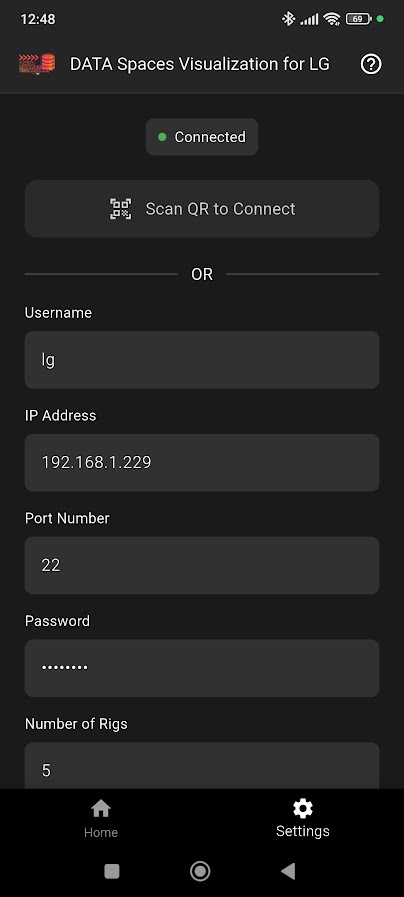 12:48
69
DATA Spaces Visualization for LG
Connected
Scan QR to Connect
OR
Username
lg
IP Address
192.168.1.229
Port Number
22
Password
••••••••
Number of Rigs
5
Home
Settings